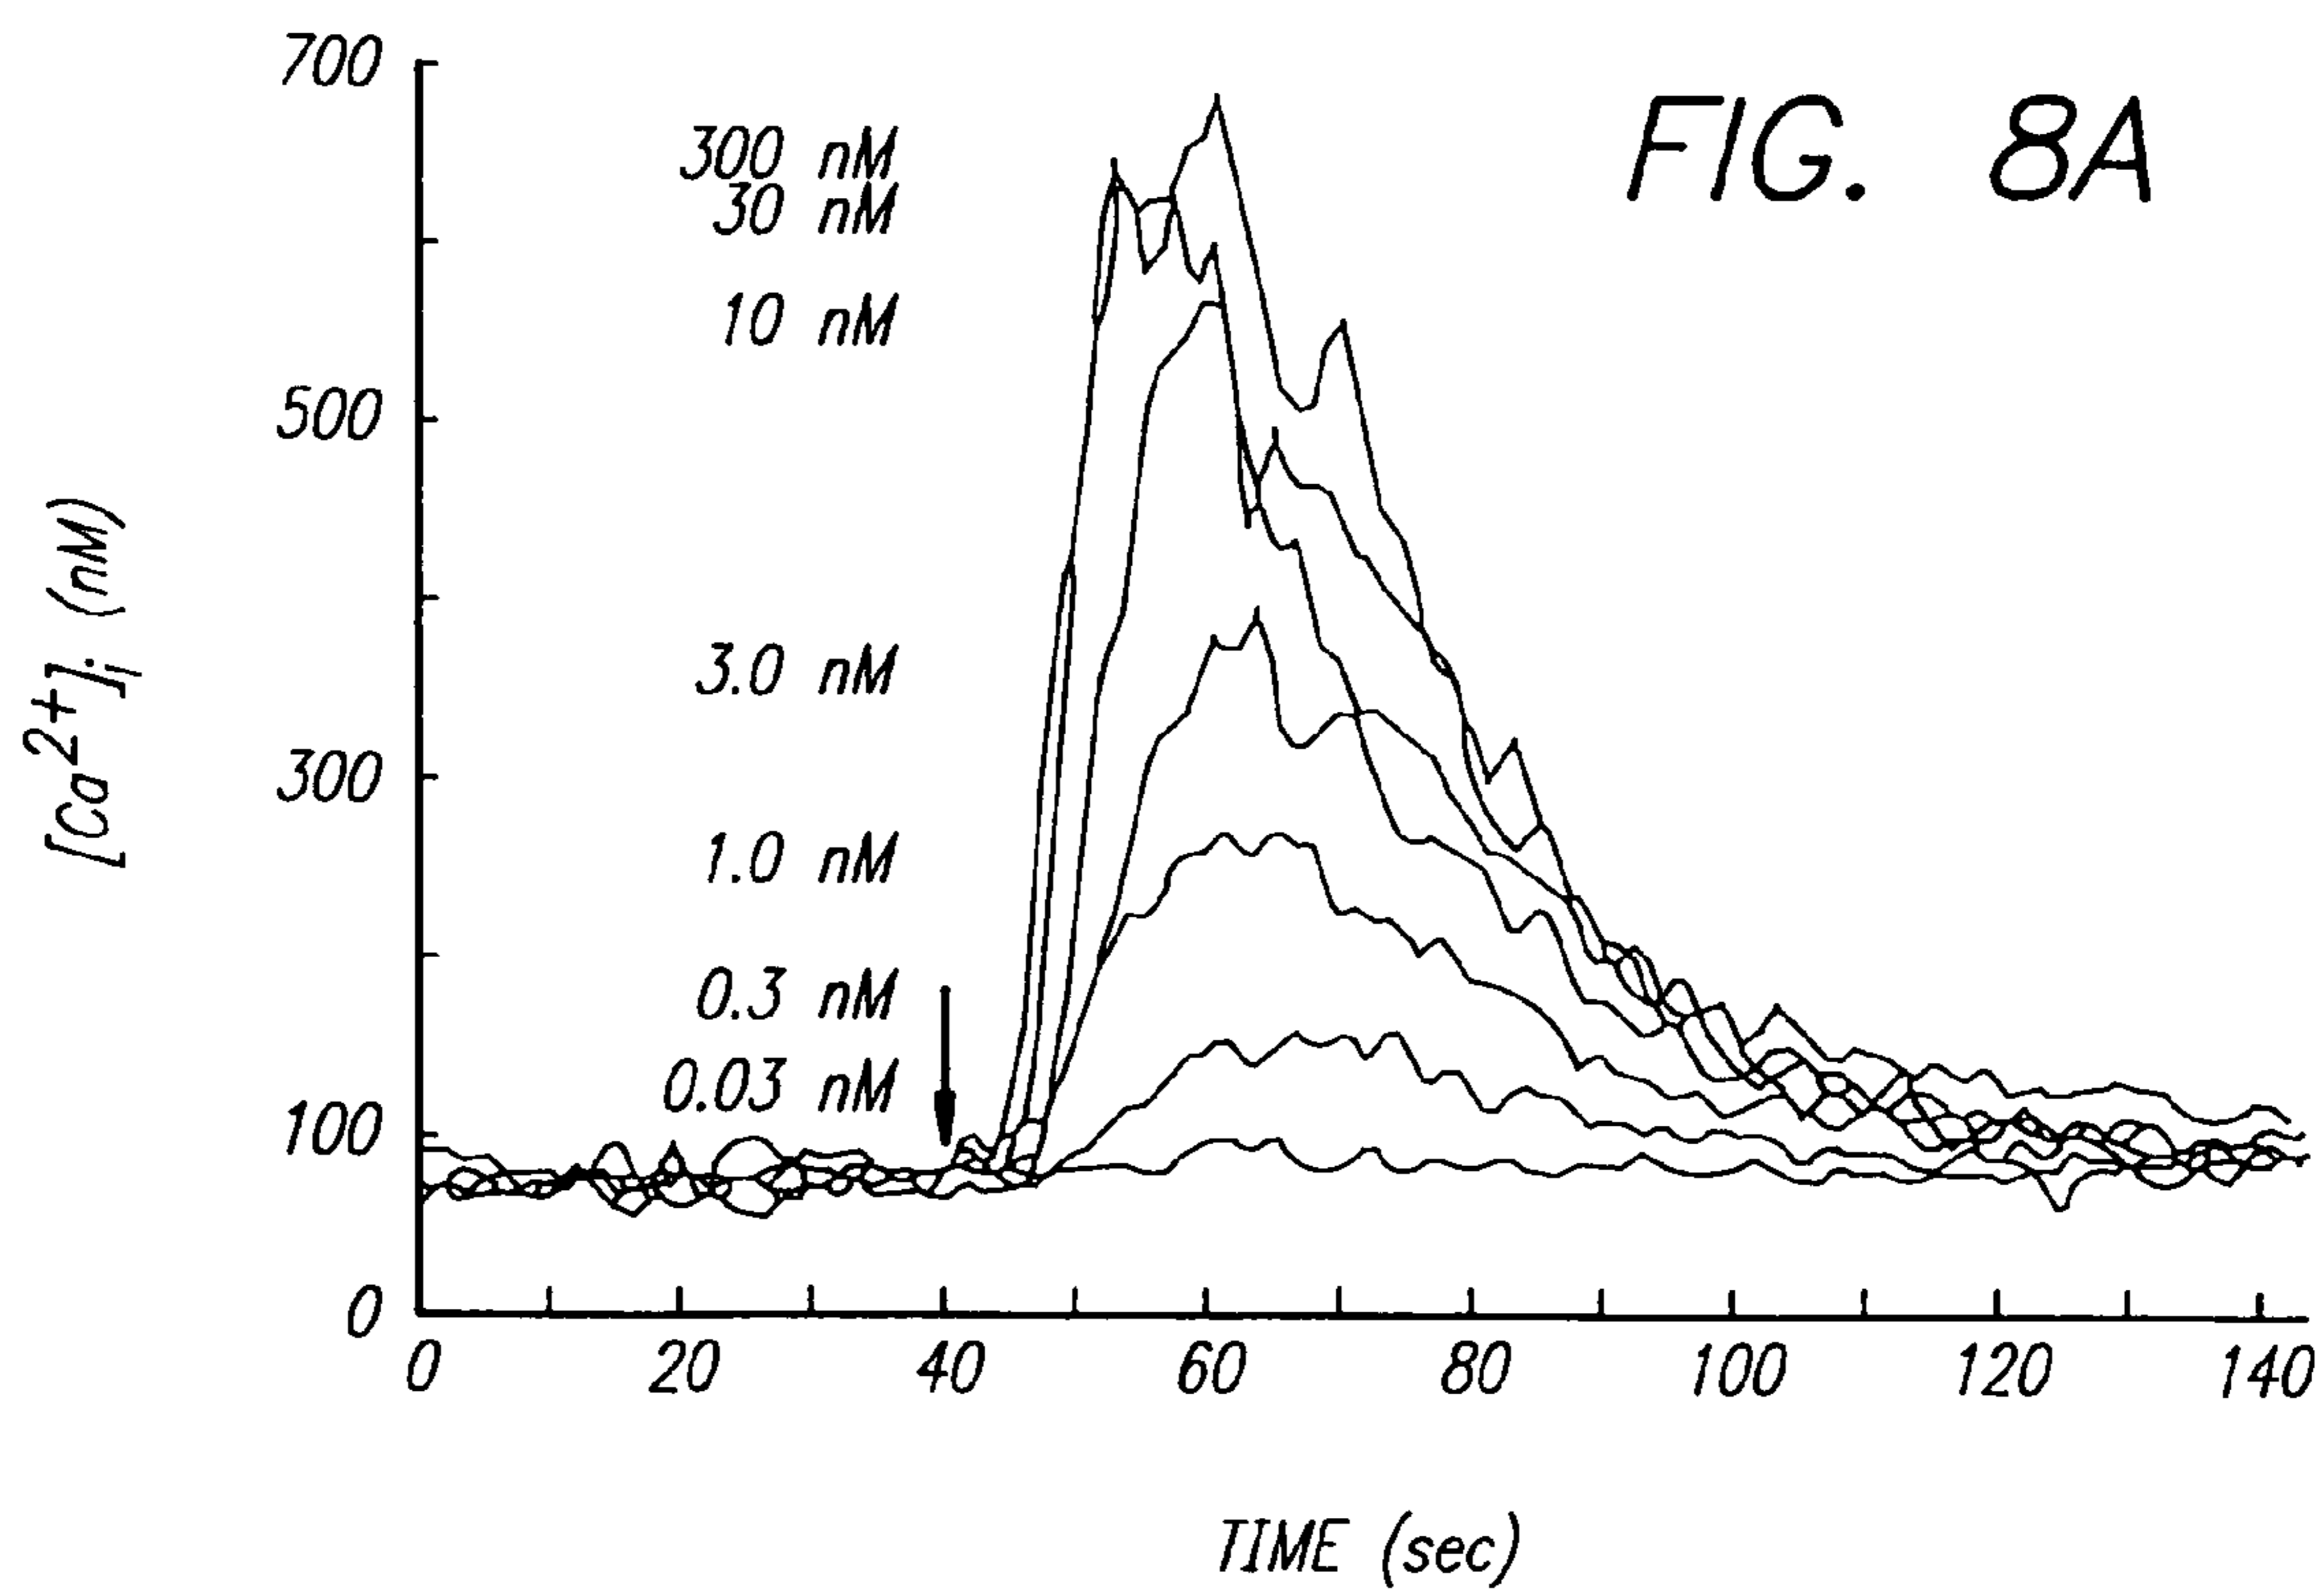 FIG. 8A
700
500
300
100
0
[Ca2+]i (nM)
300 nM
30 nM
10 nM
3.0 nM
1.0 nM
0.3 nM
0.03 nM
0 20 40 60 80 100 120 140
TIME (sec)